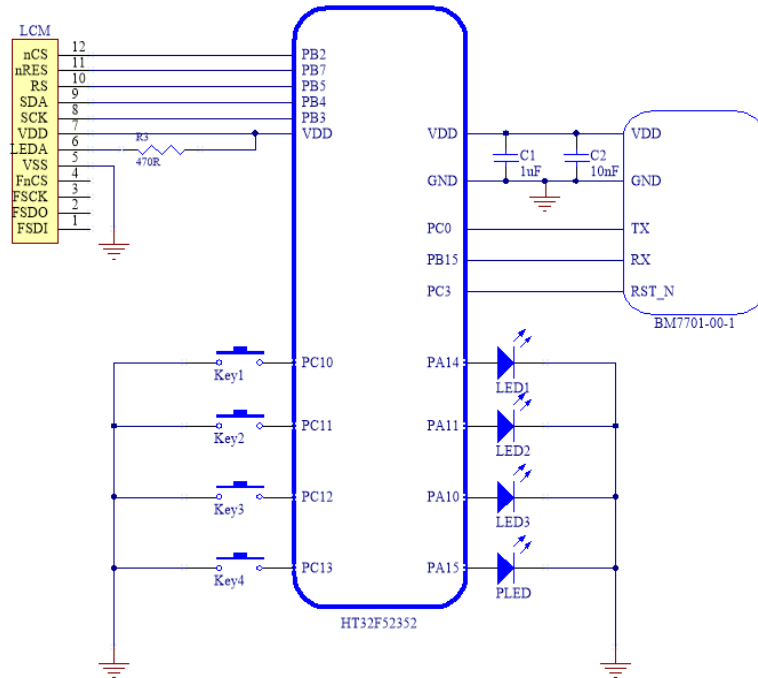 LCM
nCS 12 PB2
nRES 11 PB7
RS 10 PB5
SDA 9 PB4
SCK 8 PB3
VDD 7 VDD
LEDA 6
R3
470R
VSS 5
FnCS 4
FSCK 3
FSDO 2
FSDI 1
VDD C1 1uF C2 10nF VDD
GND GND
PC0 TX
PB15 RX
PC3 RST_N
BM7701-00-1
Key1 PC10 PA14 LED1
Key2 PC11 PA11 LED2
Key3 PC12 PA10 LED3
Key4 PC13 PA15 PLED
HT32F52352